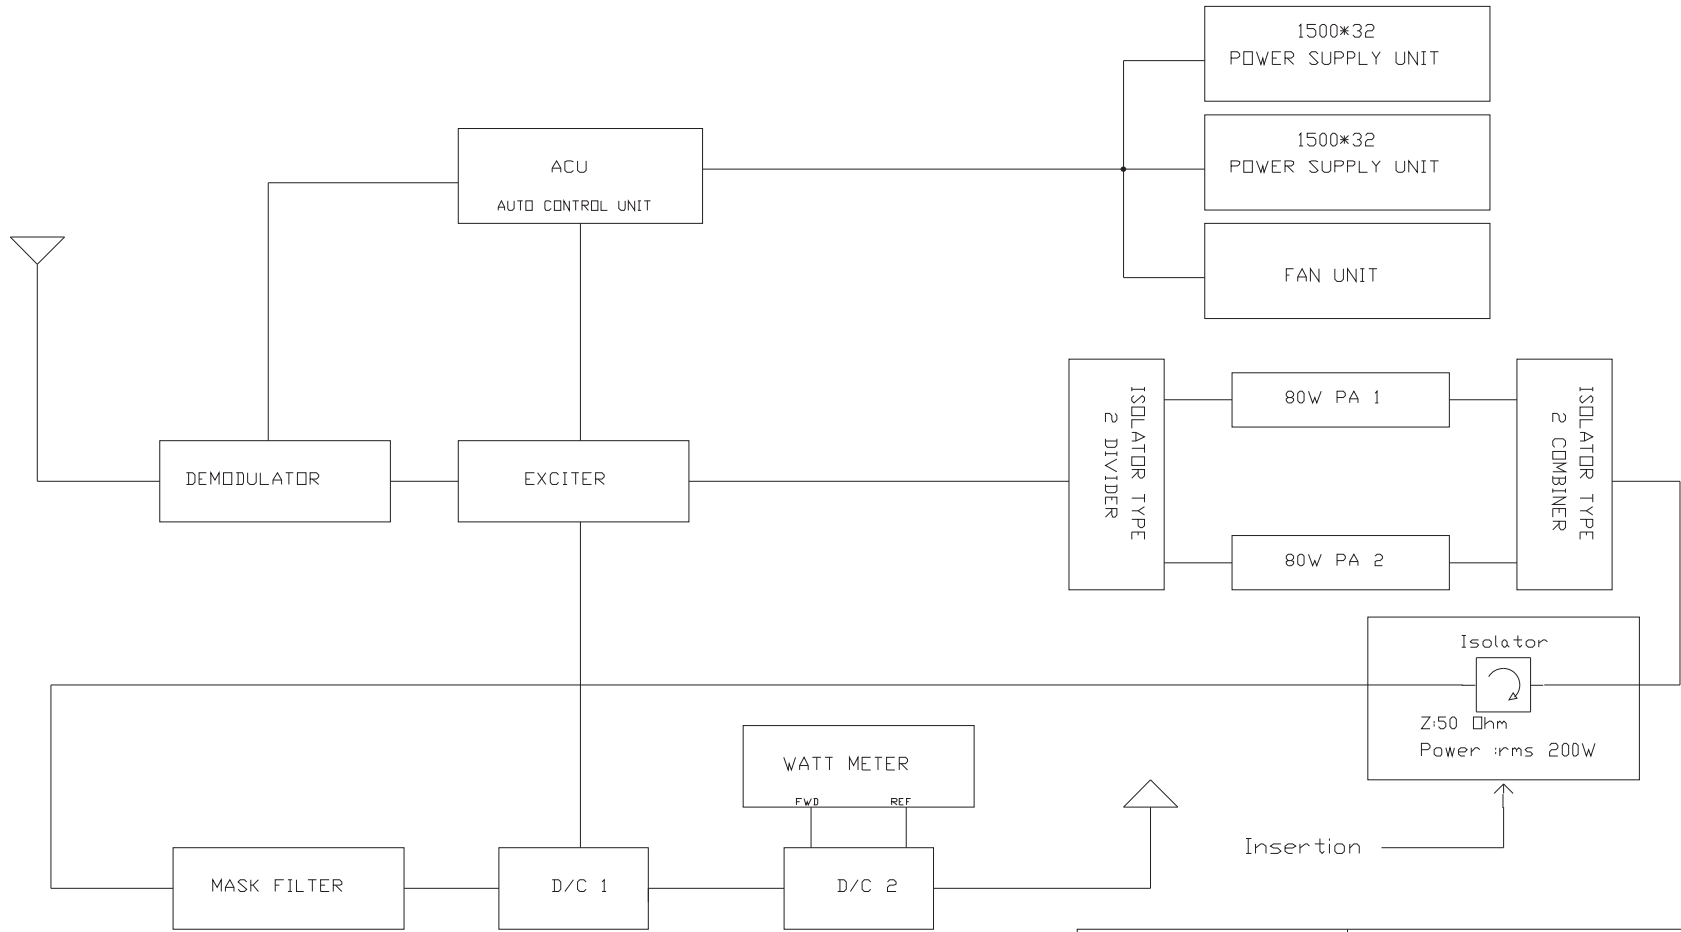 1500*32
POWER SUPPLY UNIT
1500*32
POWER SUPPLY UNIT
ACU
AUTO CONTROL UNIT
FAN UNIT
ISOLATOR TYPE
2 DIVIDER
80W PA 1
ISOLATOR TYPE
2 COMBINER
DEMODULATOR
EXCITER
80W PA 2
Isolator
Z:50 Ohm
Power :rms 200W
WATT METER
FWD
REF
Insertion
MASK FILTER
D/C 1
D/C 2